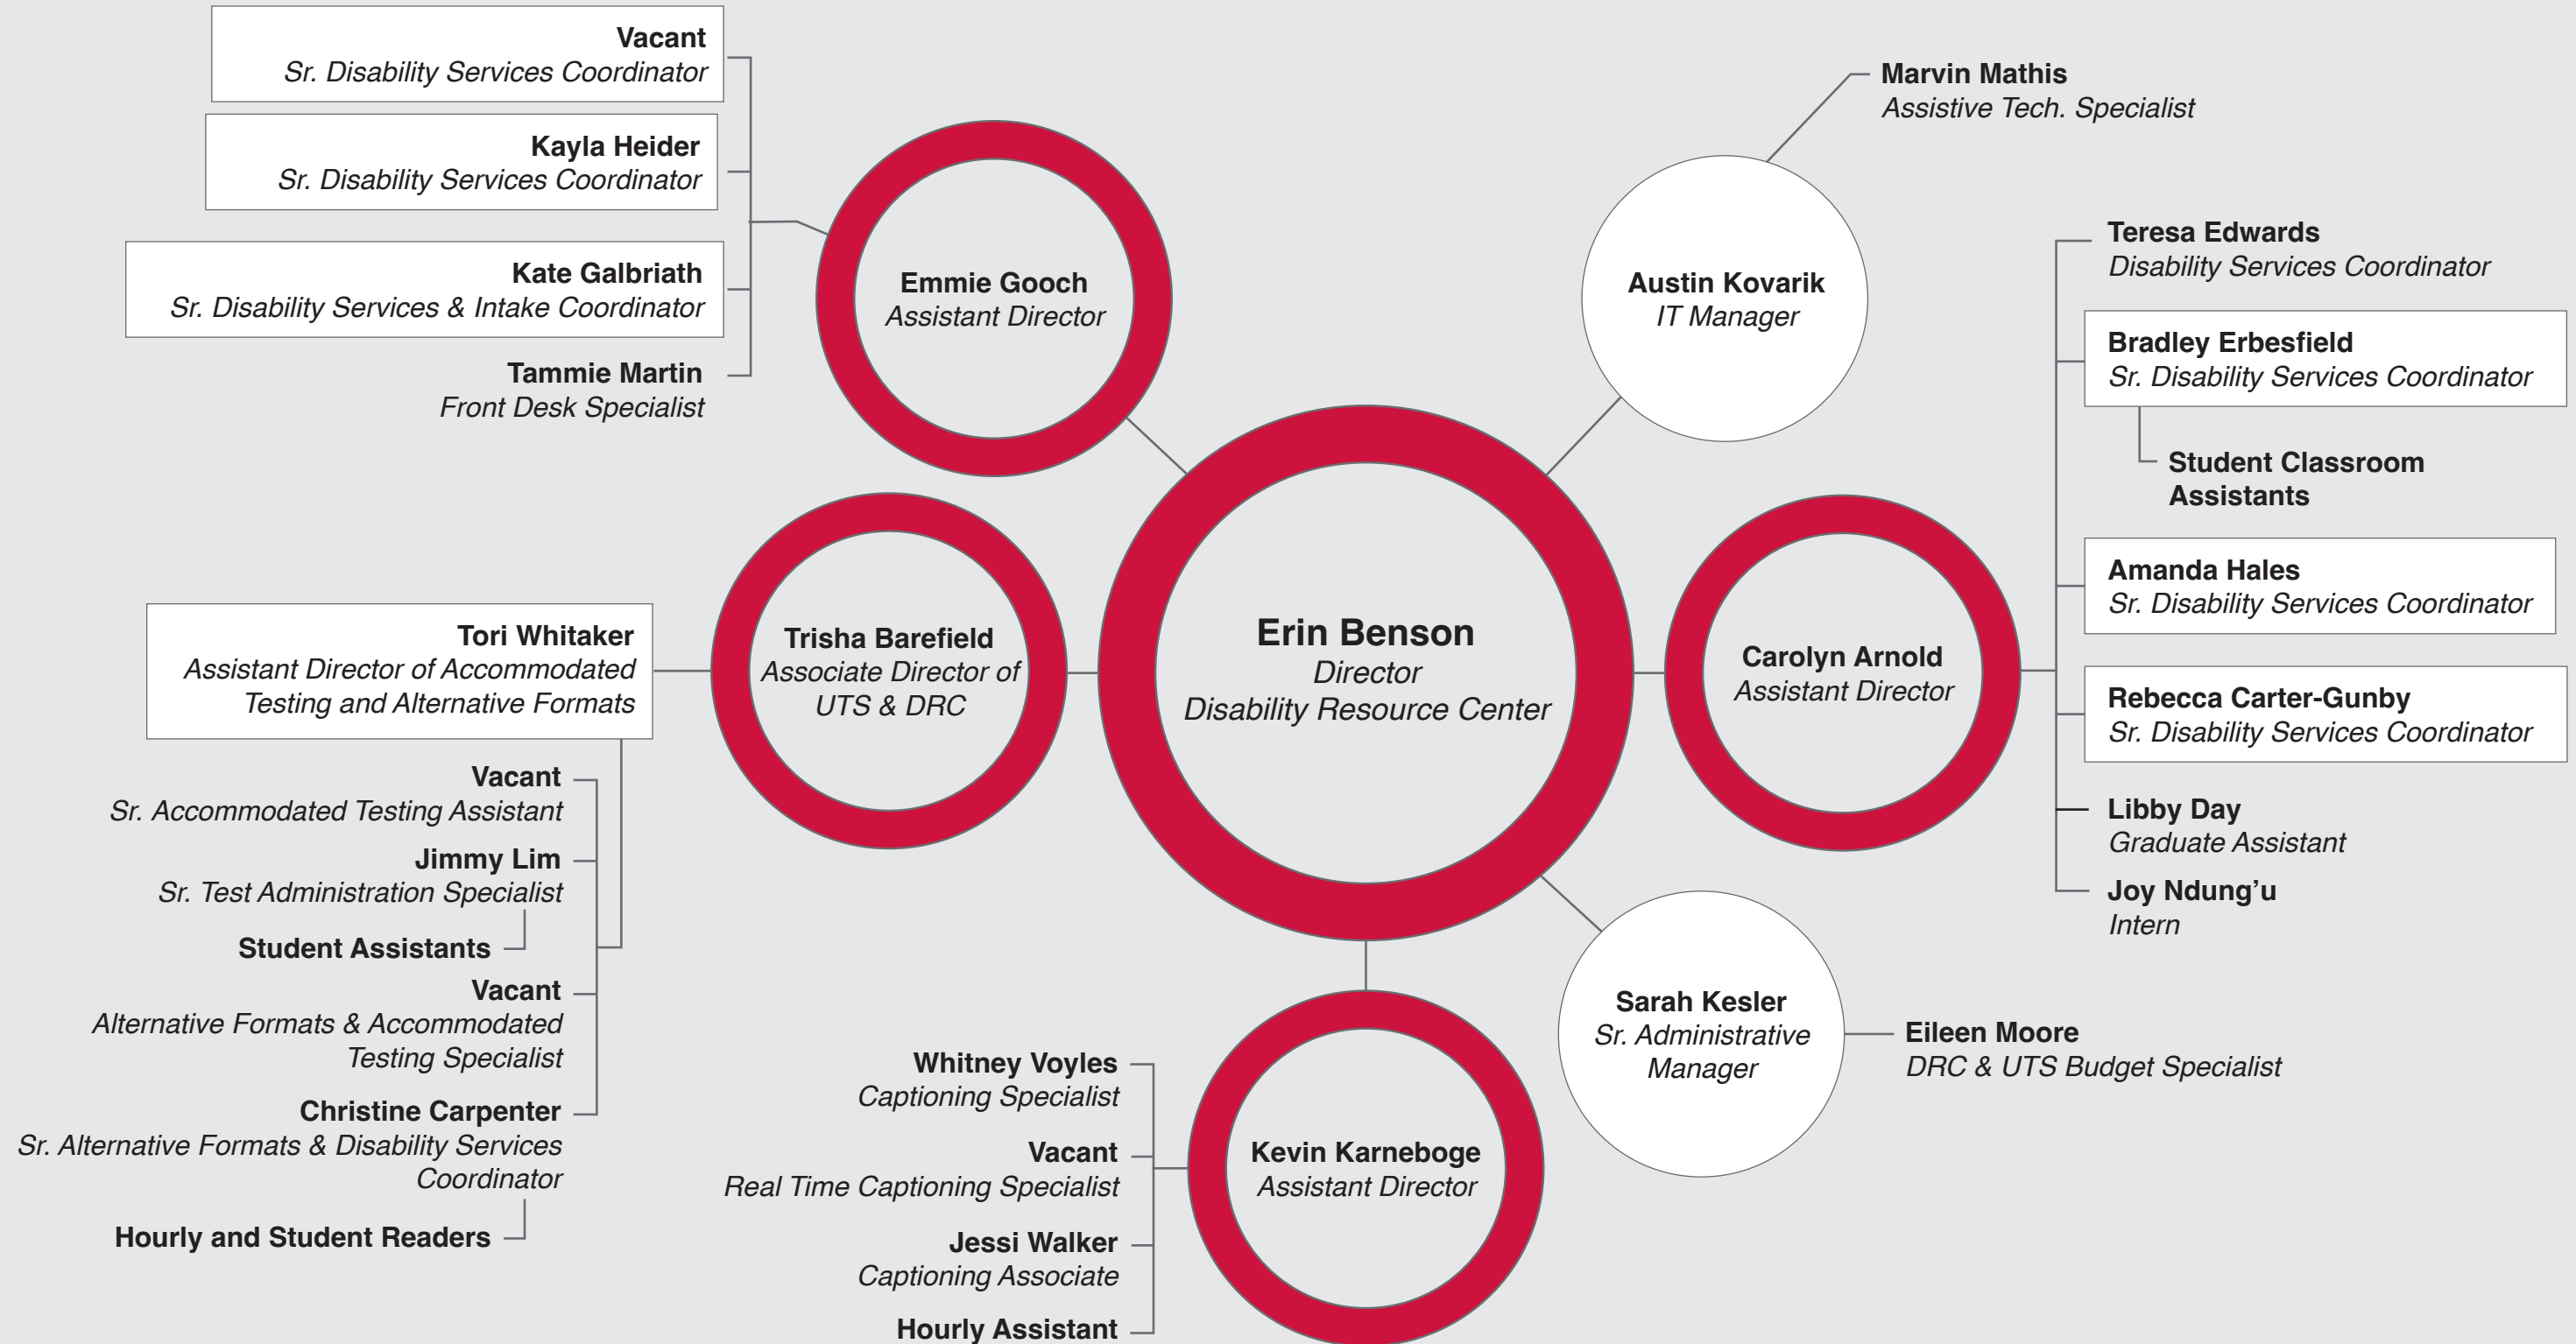 Vacant
Sr. Disability Services Coordinator
Kayla Heider
Sr. Disability Services Coordinator
Kate Galbriath
Sr. Disability Services & Intake Coordinator
Tammie Martin
Front Desk Specialist
Emmie Gooch
Assistant Director
Marvin Mathis
Assistive Tech. Specialist
Austin Kovarik
IT Manager
Teresa Edwards
Disability Services Coordinator
Bradley Erbesfield
Sr. Disability Services Coordinator
Student Classroom
Assistants
Amanda Hales
Sr. Disability Services Coordinator
Rebecca Carter-Gunby
Sr. Disability Services Coordinator
Libby Day
Graduate Assistant
Joy Ndung’u
Intern
Carolyn Arnold
Assistant Director
Erin Benson
Director
Disability Resource Center
Trisha Barefield
Associate Director of
UTS & DRC
Tori Whitaker
Assistant Director of Accommodated
Testing and Alternative Formats
Vacant
Sr. Accommodated Testing Assistant
Jimmy Lim
Sr. Test Administration Specialist
Student Assistants
Vacant
Alternative Formats & Accommodated
Testing Specialist
Christine Carpenter
Sr. Alternative Formats & Disability Services
Coordinator
Hourly and Student Readers
Whitney Voyles
Captioning Specialist
Vacant
Real Time Captioning Specialist
Jessi Walker
Captioning Associate
Hourly Assistant
Kevin Karneboge
Assistant Director
Sarah Kesler
Sr. Administrative
Manager
Eileen Moore
DRC & UTS Budget Specialist